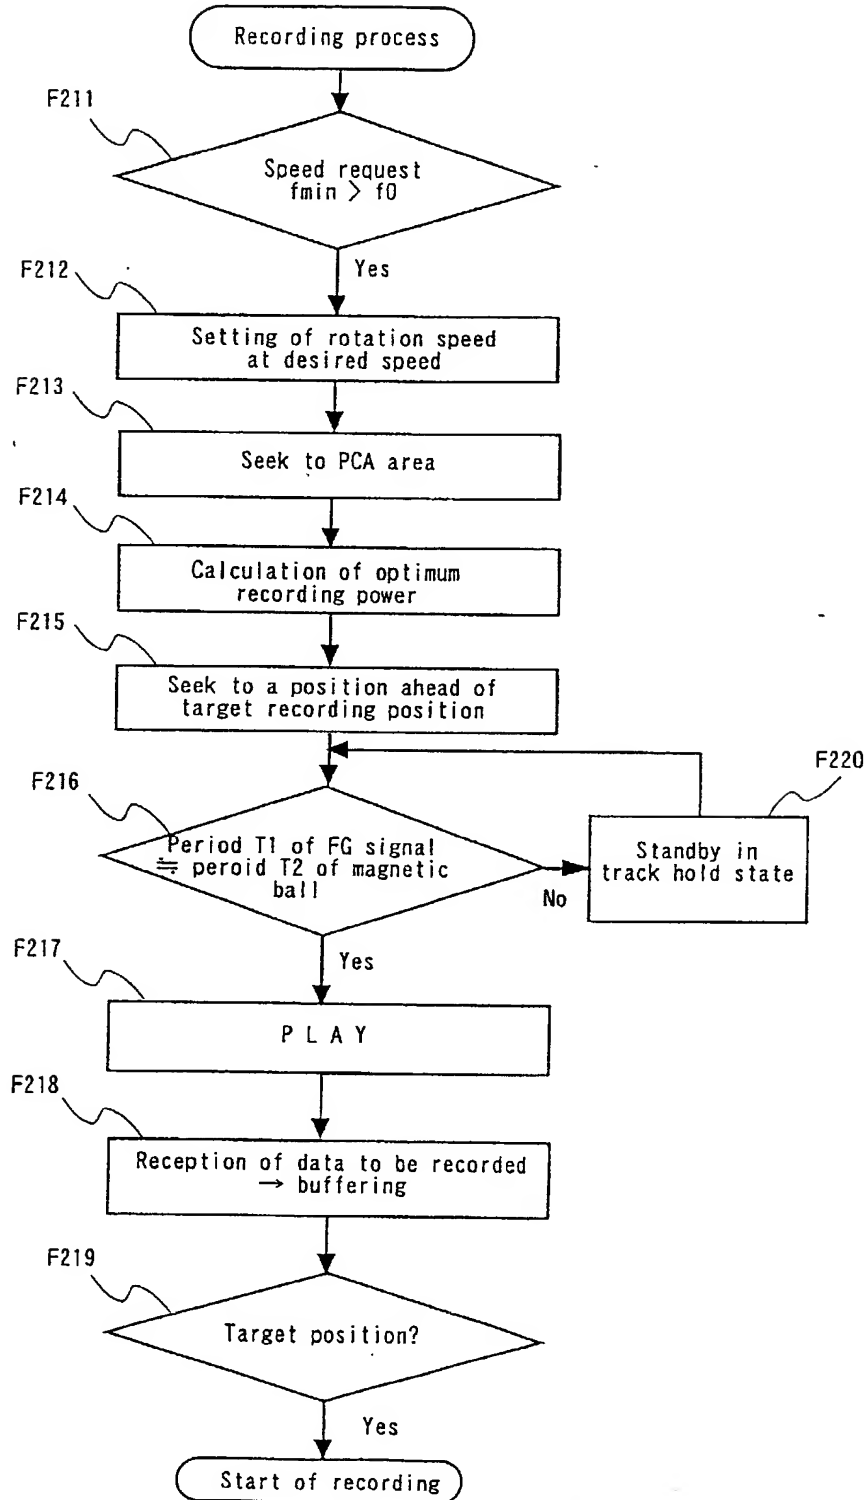 Recording process
F211
Speed request
fmin > f0
Yes
F212
Setting of rotation speed
at desired speed
F213
Seek to PCA area
F214
Calculation of optimum
recording power
F215
Seek to a position ahead of
target recording position
F216
Period T1 of FG signal
≒ peroid T2 of magnetic
ball
No
F220
Standby in
track hold state
Yes
F217
P L A Y
F218
Reception of data to be recorded
→ buffering
F219
Target position?
Yes
Start of recording